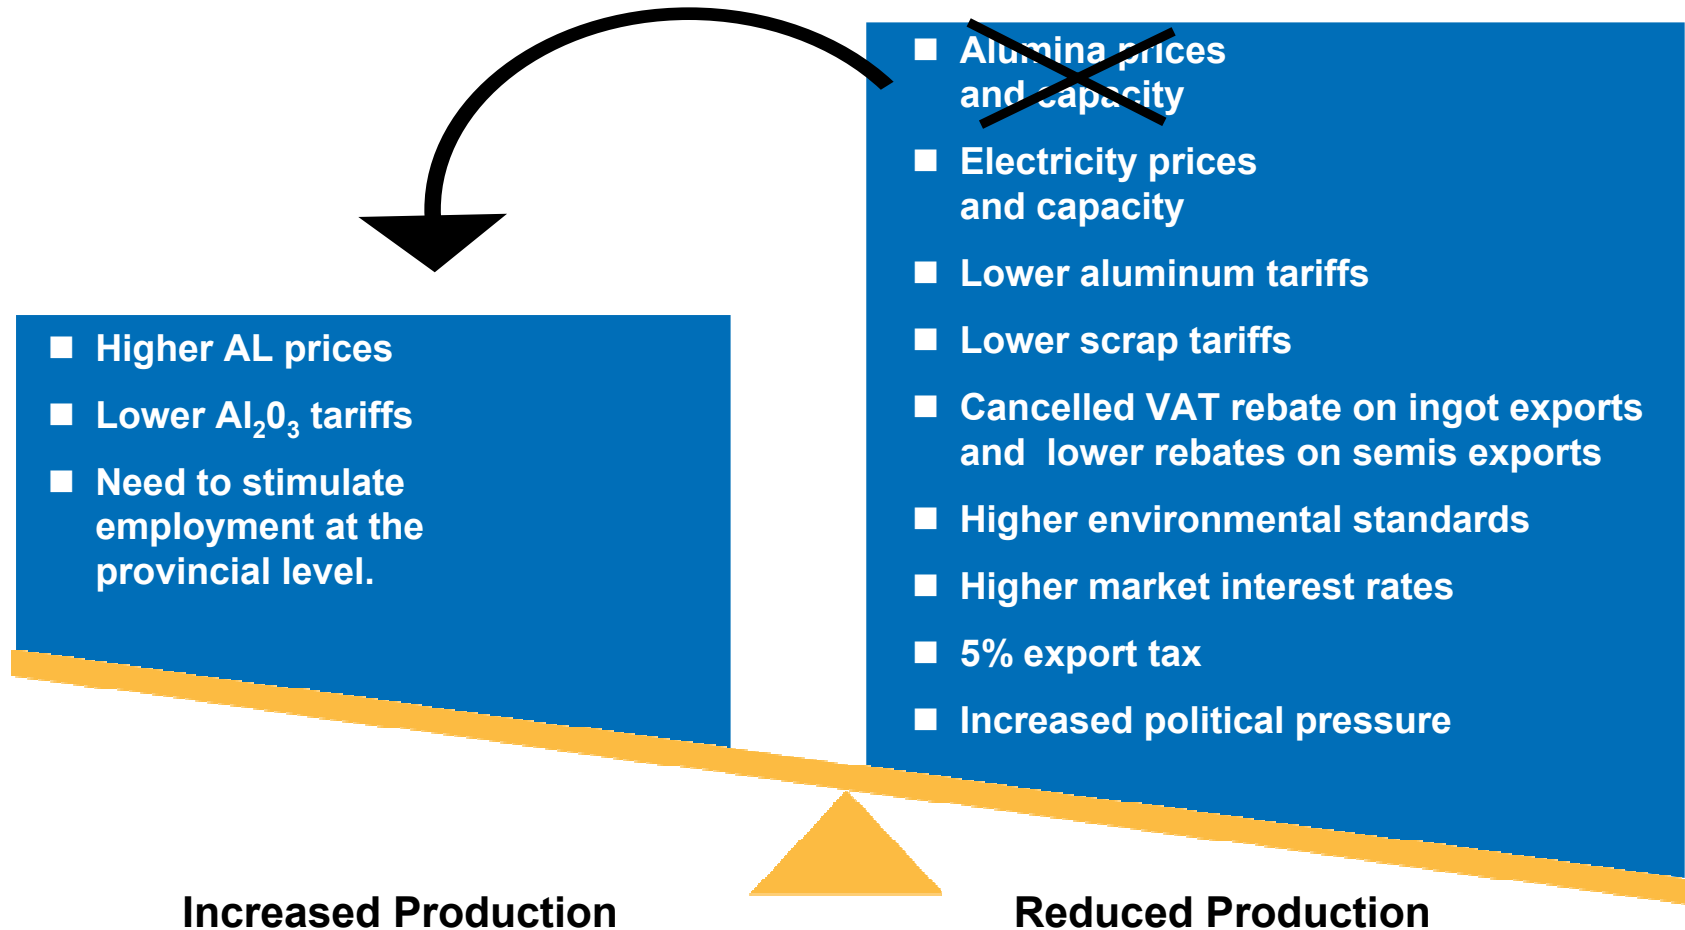 Alumina prices
and capacity
Electricity prices
and capacity
Lower aluminum tariffs
Lower scrap tariffs
Cancelled VAT rebate on ingot exports
and lower rebates on semis exports
Higher environmental standards
Higher market interest rates
5% export tax
Increased political pressure
Higher AL prices
Lower Al₂0₃ tariffs
Need to stimulate
employment at the
provincial level.
Increased Production
Reduced Production